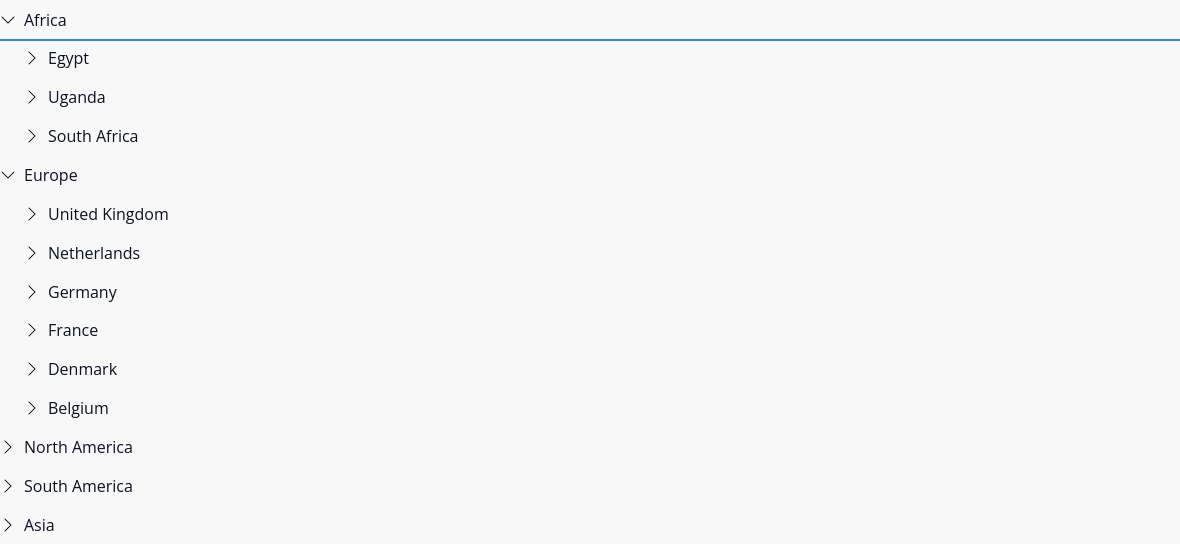 Africa
Egypt
Uganda
South Africa
Europe
United Kingdom
Netherlands
Germany
France
Denmark
Belgium
North America
South America
Asia